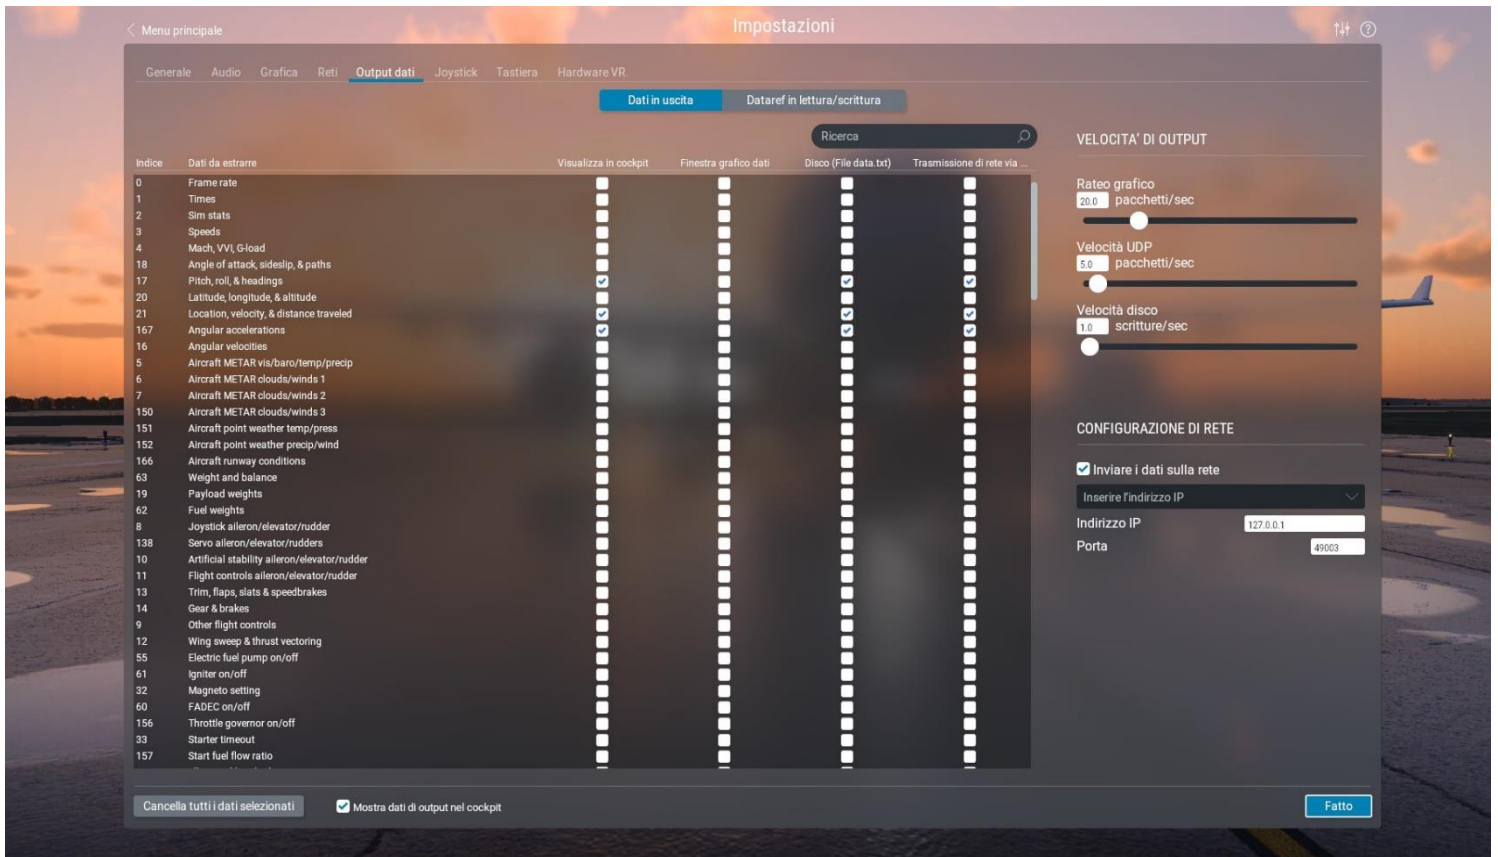 Menu principale
Impostazioni
Generale Audio Grafica Reti Output dati Joystick Tastiera Hardware VR.
Dati in uscita Dataref in lettura/scrittura
Ricerca
Indice Dati da estrarre Visualizza in cockpit Finestra grafico dati Disco (File data.txt) Trasmissione di rete via ...
0 Frame rate
1 Times
2 Sim stats
3 Speeds
4 Mach, VVI, G-load
18 Angle of attack, sideslip, & paths
17 Pitch, roll, & headings
20 Latitude, longitude, & altitude
21 Location, velocity, & distance traveled
167 Angular accelerations
16 Angular velocities
5 Aircraft METAR vis/baro/temp/precip
6 Aircraft METAR clouds/winds 1
7 Aircraft METAR clouds/winds 2
150 Aircraft METAR clouds/winds 3
151 Aircraft point weather temp/press
152 Aircraft point weather precip/wind
166 Aircraft runway conditions
63 Weight and balance
19 Payload weights
62 Fuel weights
8 Joystick aileron/elevator/rudder
138 Servo aileron/elevator/rudders
10 Artificial stability aileron/elevator/rudder
11 Flight controls aileron/elevator/rudder
13 Trim, flaps, slats & speedbrakes
14 Gear & brakes
9 Other flight controls
12 Wing sweep & thrust vectoring
55 Electric fuel pump on/off
61 Igniter on/off
32 Magneto setting
60 FADEC on/off
156 Throttle governor on/off
33 Starter timeout
157 Start fuel flow ratio
VELOCITA' DI OUTPUT
Rateo grafico
20.0 pacchetti/sec
Velocità UDP
5.0 pacchetti/sec
Velocità disco
1.0 scritture/sec
CONFIGURAZIONE DI RETE
Inviare i dati sulla rete
Inserire l'indirizzo IP
Indirizzo IP 127.0.0.1
Porta 49003
Cancella tutti i dati selezionati
Mostra dati di output nel cockpit
Fatto